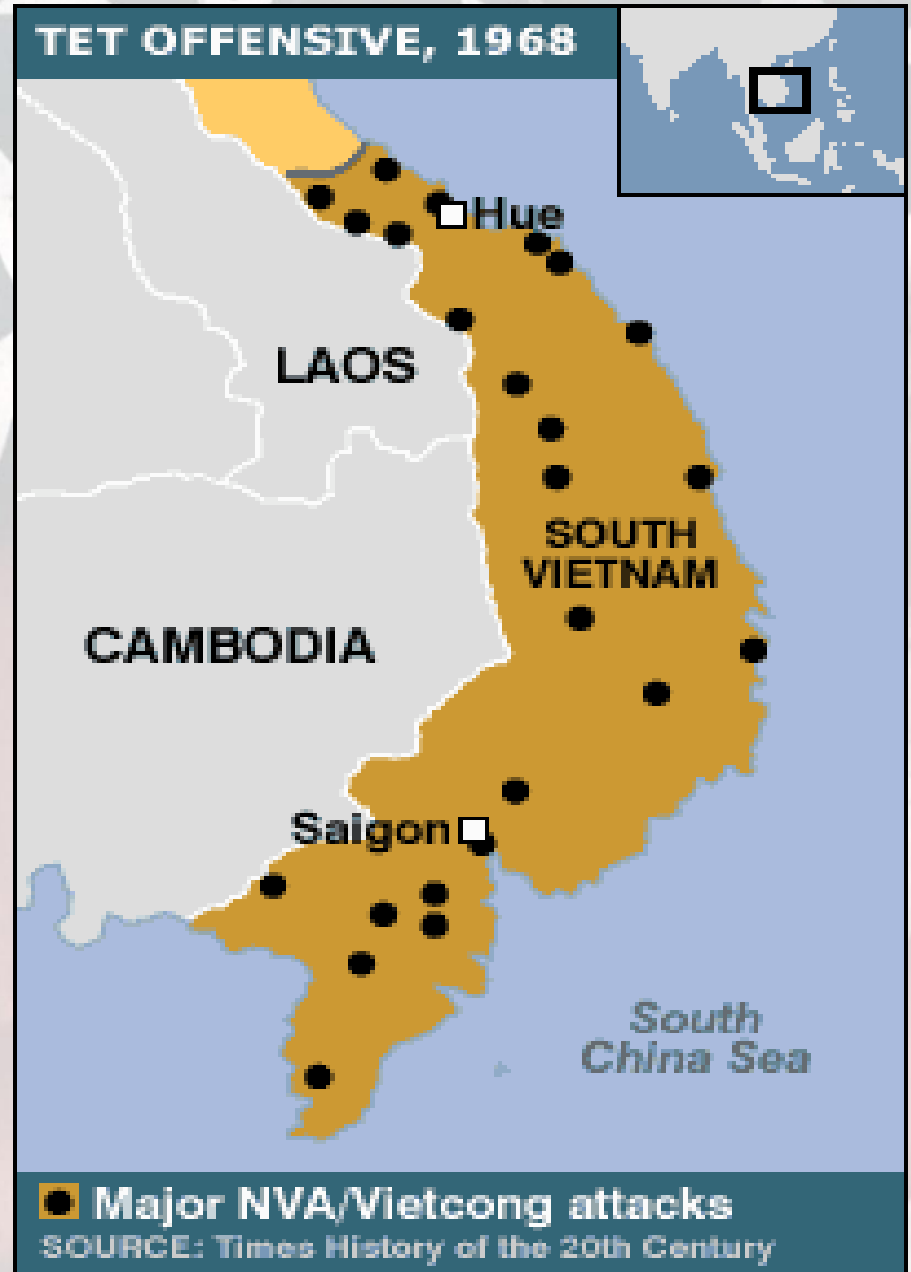 TET OFFENSIVE, 1968
Hue
LAOS
SOUTH
VIETNAM
CAMBODIA
Saigon
South
China Sea
Major NVA/Vietcong attacks
SOURCE: Times History of the 20th Century